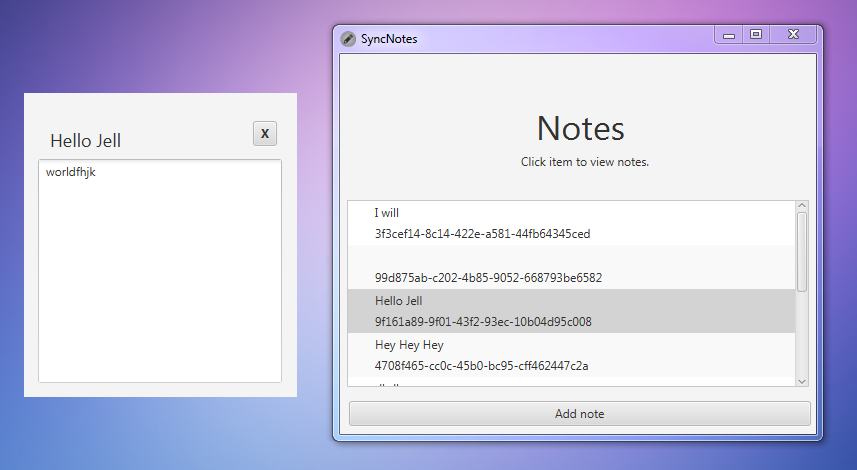 Hello Jell
X
worldfhjk
SyncNotes
Notes
Click item to view notes.
I will
3f3cef14-8c14-422e-a581-44fb64345ced
99d875ab-c202-4b85-9052-668793be6582
Hello Jell
9f161a89-9f01-43f2-93ec-10b04d95c008
Hey Hey Hey
4708f465-cc0c-45b0-bc95-cff462447c2a
Add note